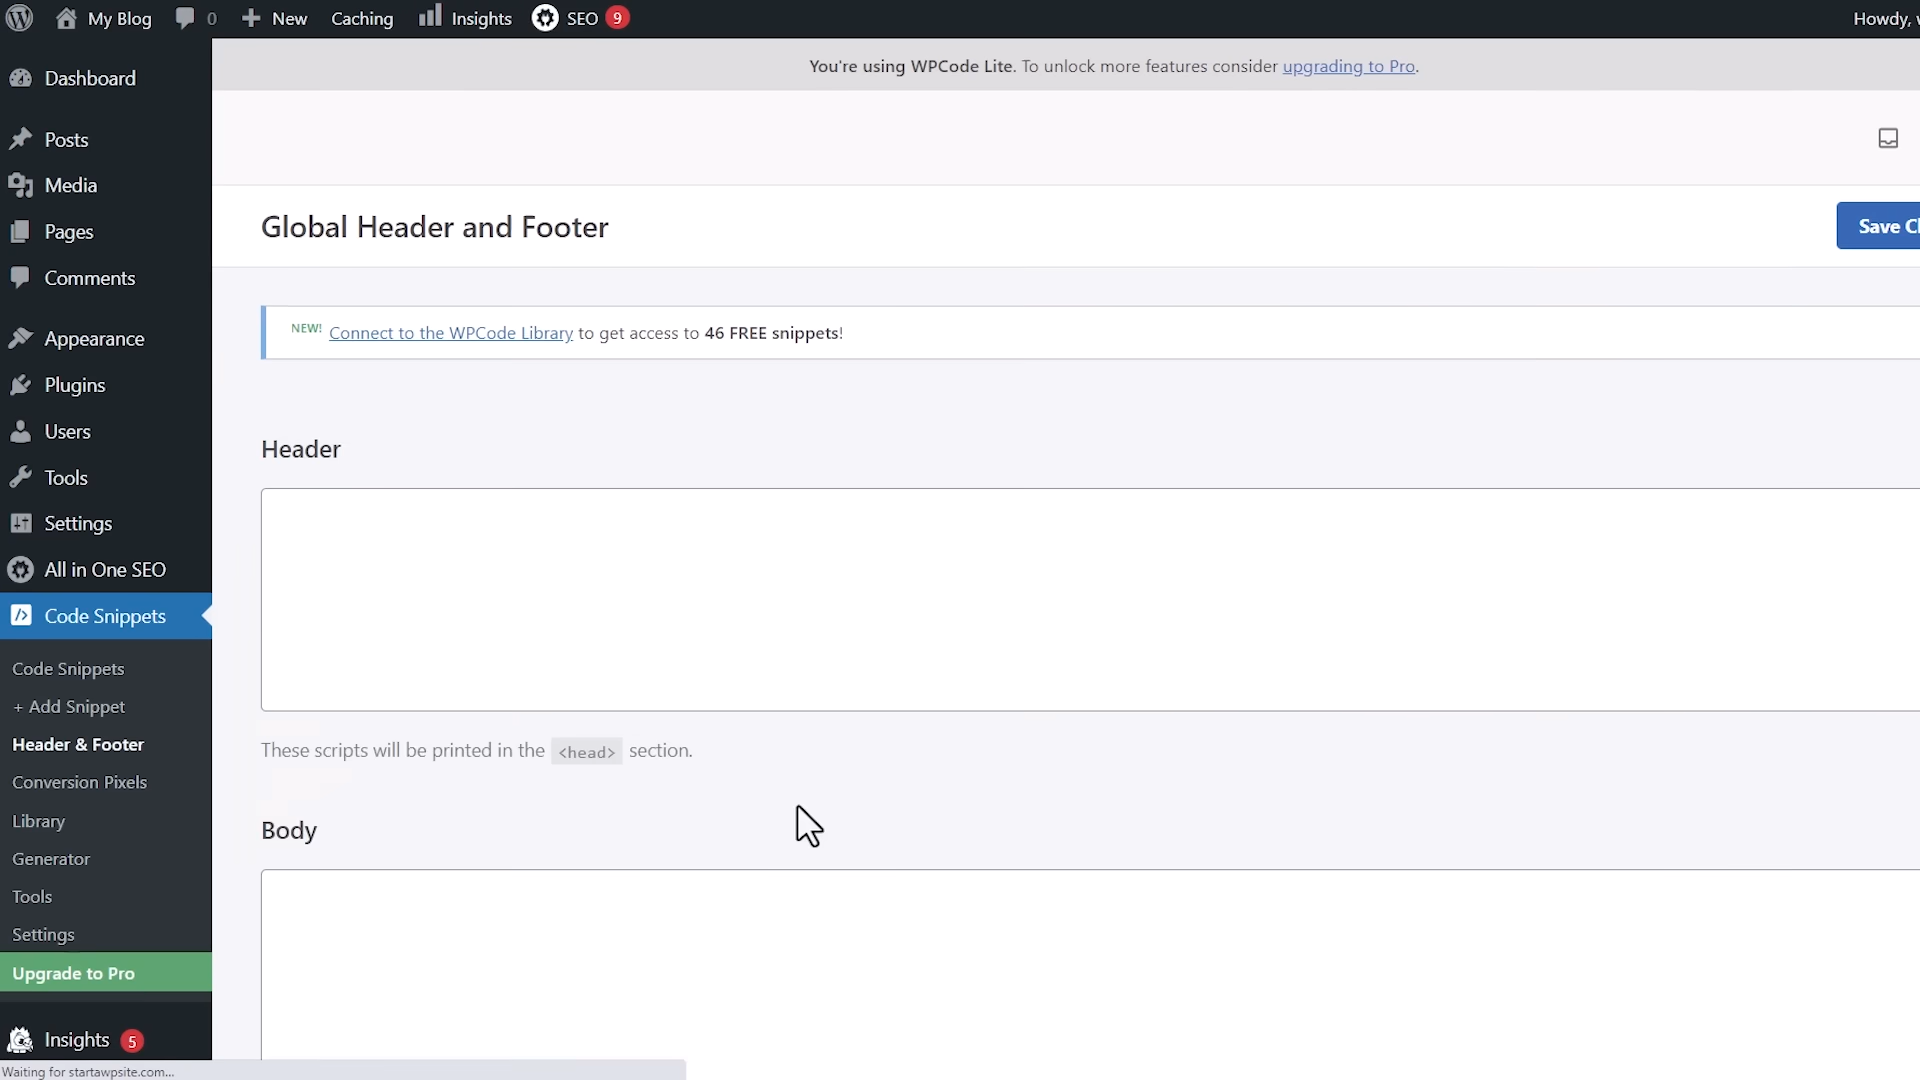 My Blog 0 New Caching Insights SEO 9 Howdy,
Dashboard
Posts
Media
Pages
Comments
Appearance
Plugins
Users
Tools
Settings
All in One SEO
Code Snippets
Code Snippets
+ Add Snippet
Header & Footer
Conversion Pixels
Library
Generator
Tools
Settings
Upgrade to Pro
Insights 5
Waiting for startawpsite.com...
You're using WPCode Lite. To unlock more features consider upgrading to Pro.
Global Header and Footer
Save
NEW! Connect to the WPCode Library to get access to 46 FREE snippets!
Header
These scripts will be printed in the <head> section.
Body